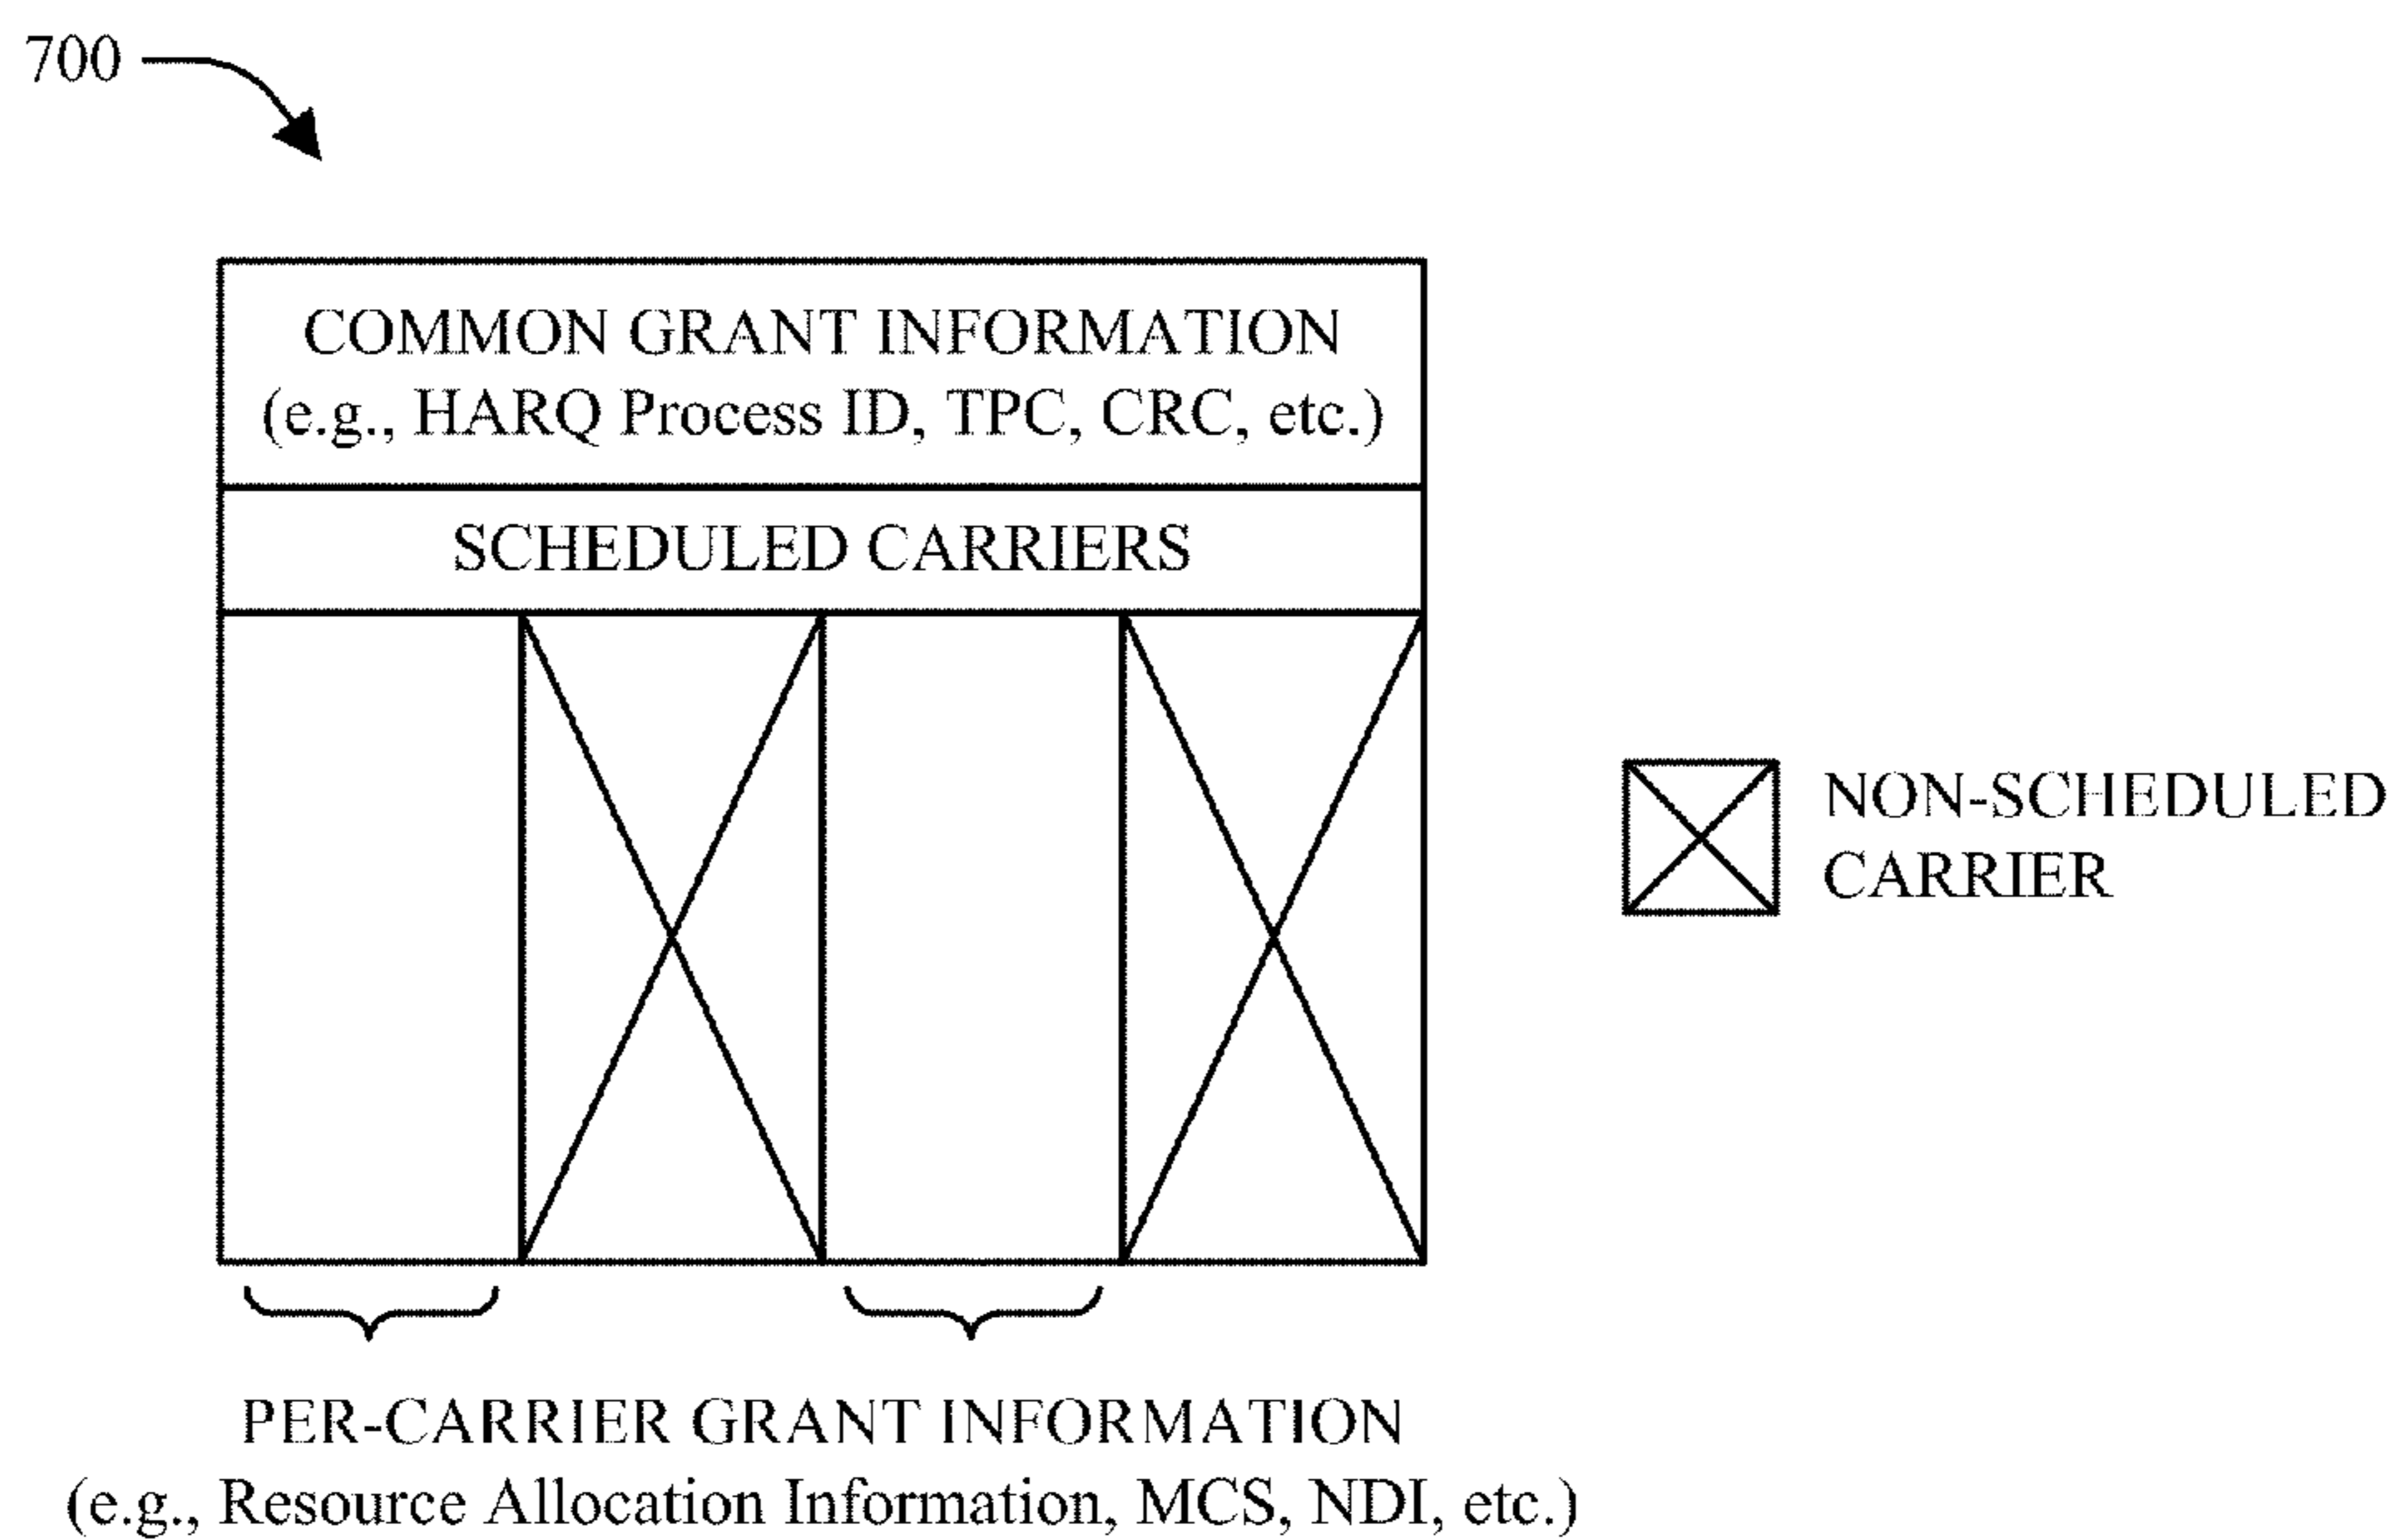 700
COMMON GRANT INFORMATION
(e.g., HARQ Process ID, TPC, CRC, etc.)
SCHEDULED CARRIERS
NON-SCHEDULED
CARRIER
PER-CARRIER GRANT INFORMATION
(e.g., Resource Allocation Information, MCS, NDI, etc.)